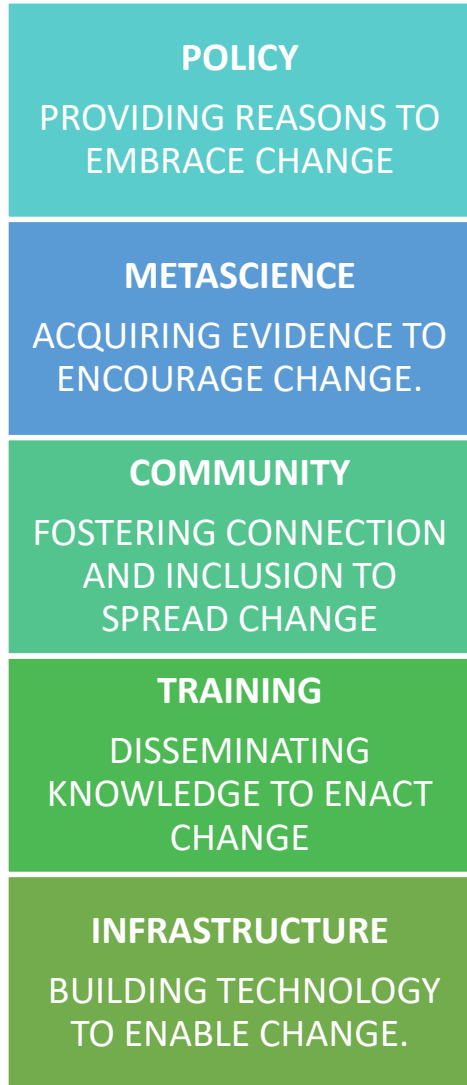 POLICY
PROVIDING REASONS TO
EMBRACE CHANGE
METASCIENCE
ACQUIRING EVIDENCE TO
ENCOURAGE CHANGE.
COMMUNITY
FOSTERING CONNECTION
AND INCLUSION TO
SPREAD CHANGE
TRAINING
DISSEMINATING
KNOWLEDGE TO ENACT
CHANGE
INFRASTRUCTURE
BUILDING TECHNOLOGY
TO ENABLE CHANGE.